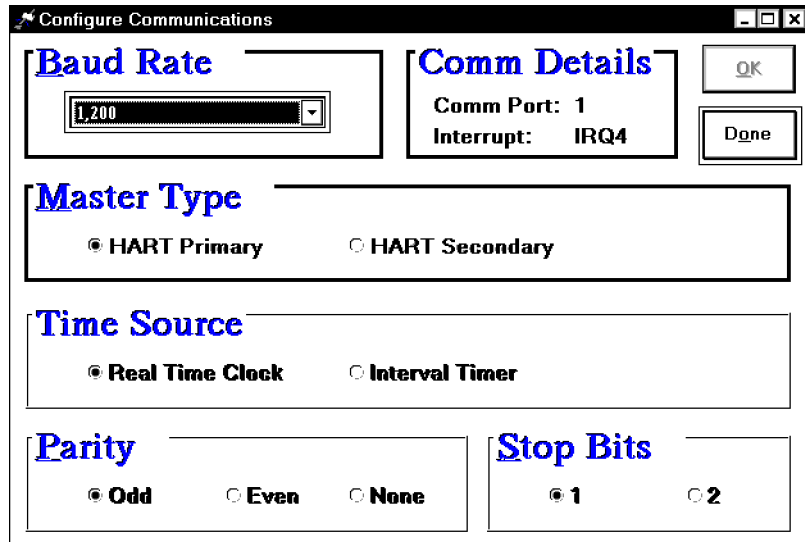 Configure Communications
Baud Rate
1,200
Comm Details
Comm Port: 1
Interrupt: IRQ4
OK
Done
Master Type
HART Primary HART Secondary
Time Source
Real Time Clock Interval Timer
Parity
Odd Even None
Stop Bits
1 2